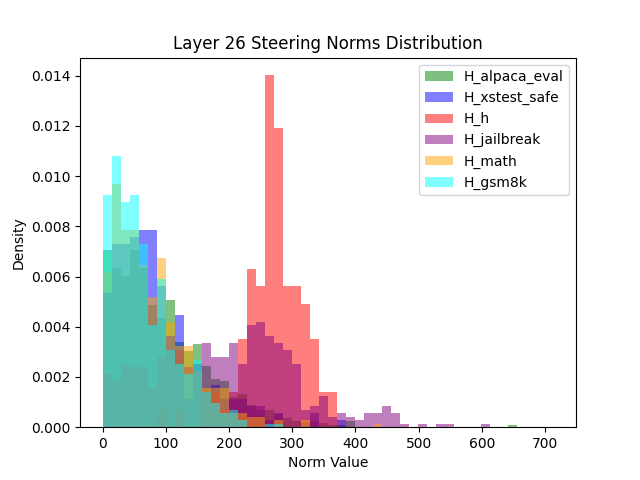 Layer 26 Steering Norms Distribution
H_alpaca_eval
H_xstest_safe
H_h
H_jailbreak
H_math
H_gsm8k
Density
0.014
0.012
0.010
0.008
0.006
0.004
0.002
0.000
0 100 200 300 400 500 600 700
Norm Value